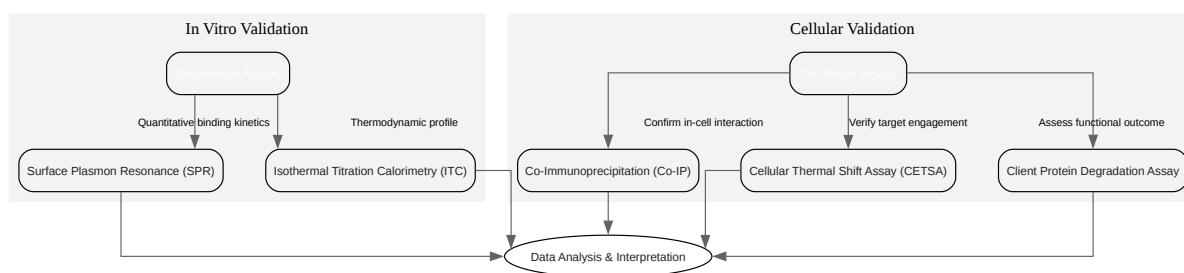 In Vitro Validation
Cellular Validation
Biochemical Assays
Cell-Based Assays
Quantitative binding kinetics
Thermodynamic profile
Confirm in-cell interaction
Verify target engagement
Assess functional outcome
Surface Plasmon Resonance (SPR)
Isothermal Titration Calorimetry (ITC)
Co-Immunoprecipitation (Co-IP)
Cellular Thermal Shift Assay (CETSA)
Client Protein Degradation Assay
Data Analysis & Interpretation